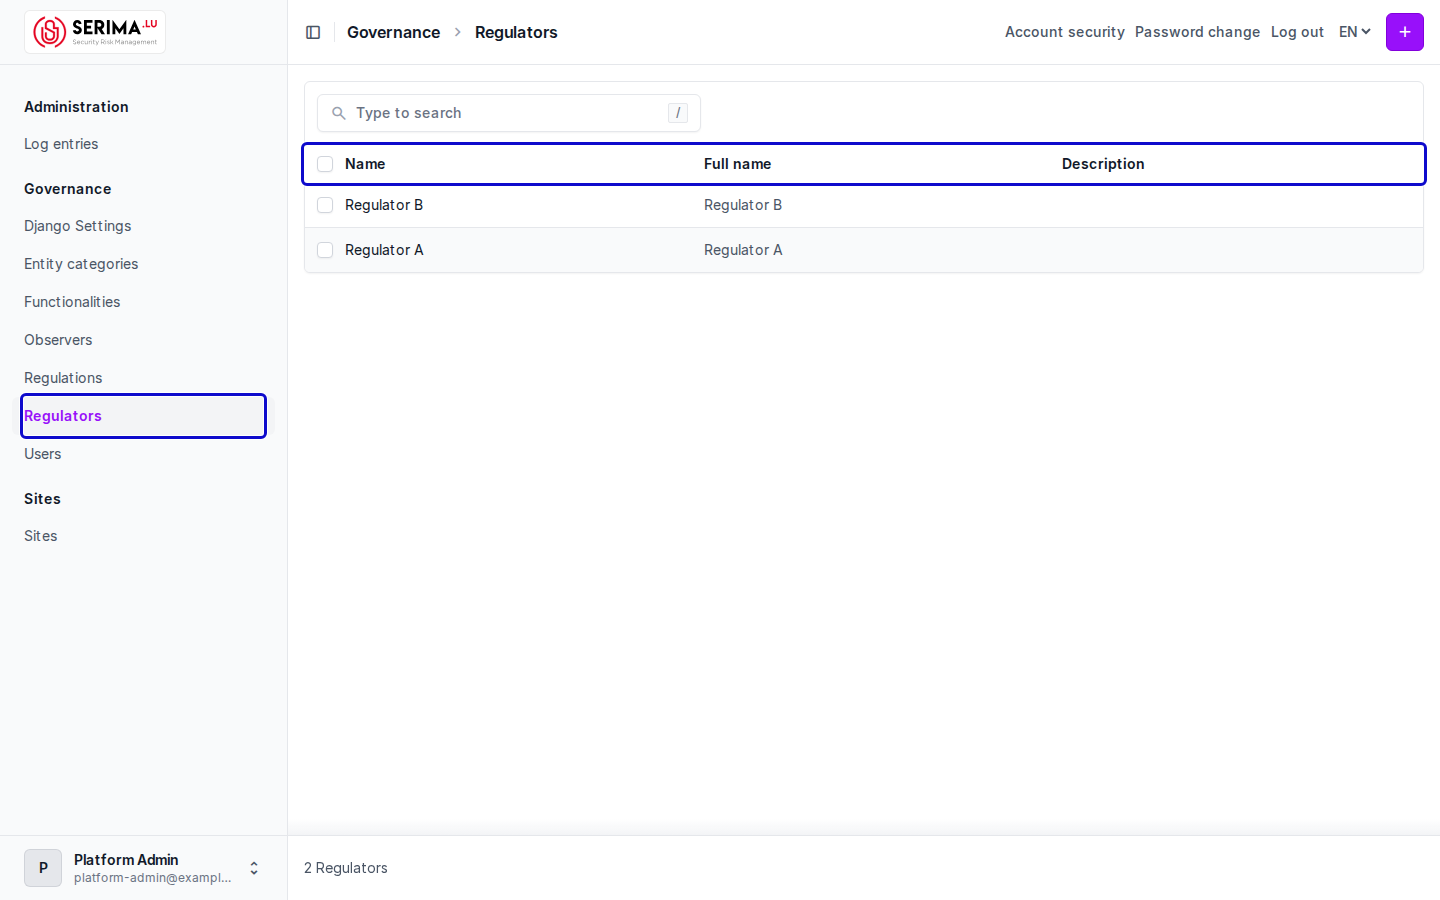 SERIMA.LU
Security Risk Management
Governance
Regulators
Account security
Password change
Log out
EN
+
Administration
Log entries
Governance
Django Settings
Entity categories
Functionalities
Observers
Regulations
Regulators
Users
Sites
Sites
Type to search
/
Name Full name Description
Regulator B Regulator B
Regulator A Regulator A
P
Platform Admin
platform-admin@exampl...
2 Regulators